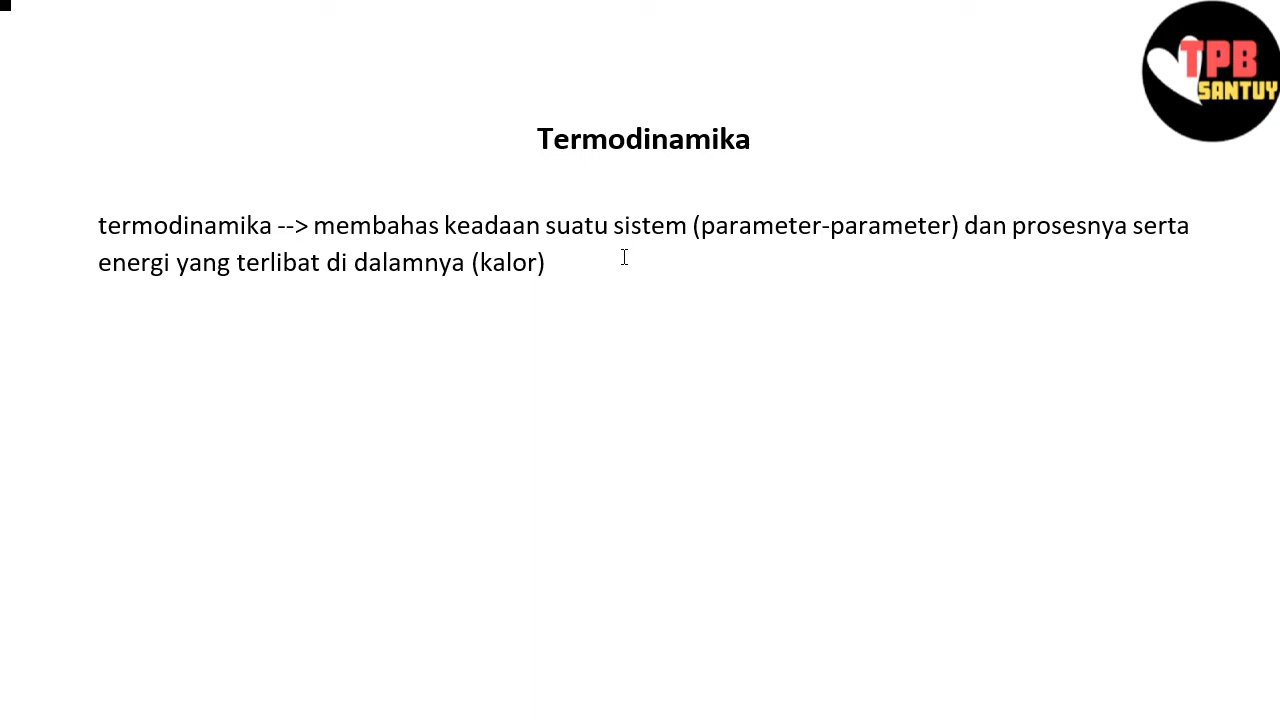 TPB
SANTUY
Termodinamika
termodinamika --> membahas keadaan suatu sistem (parameter-parameter) dan prosesnya serta
energi yang terlibat di dalamnya (kalor)